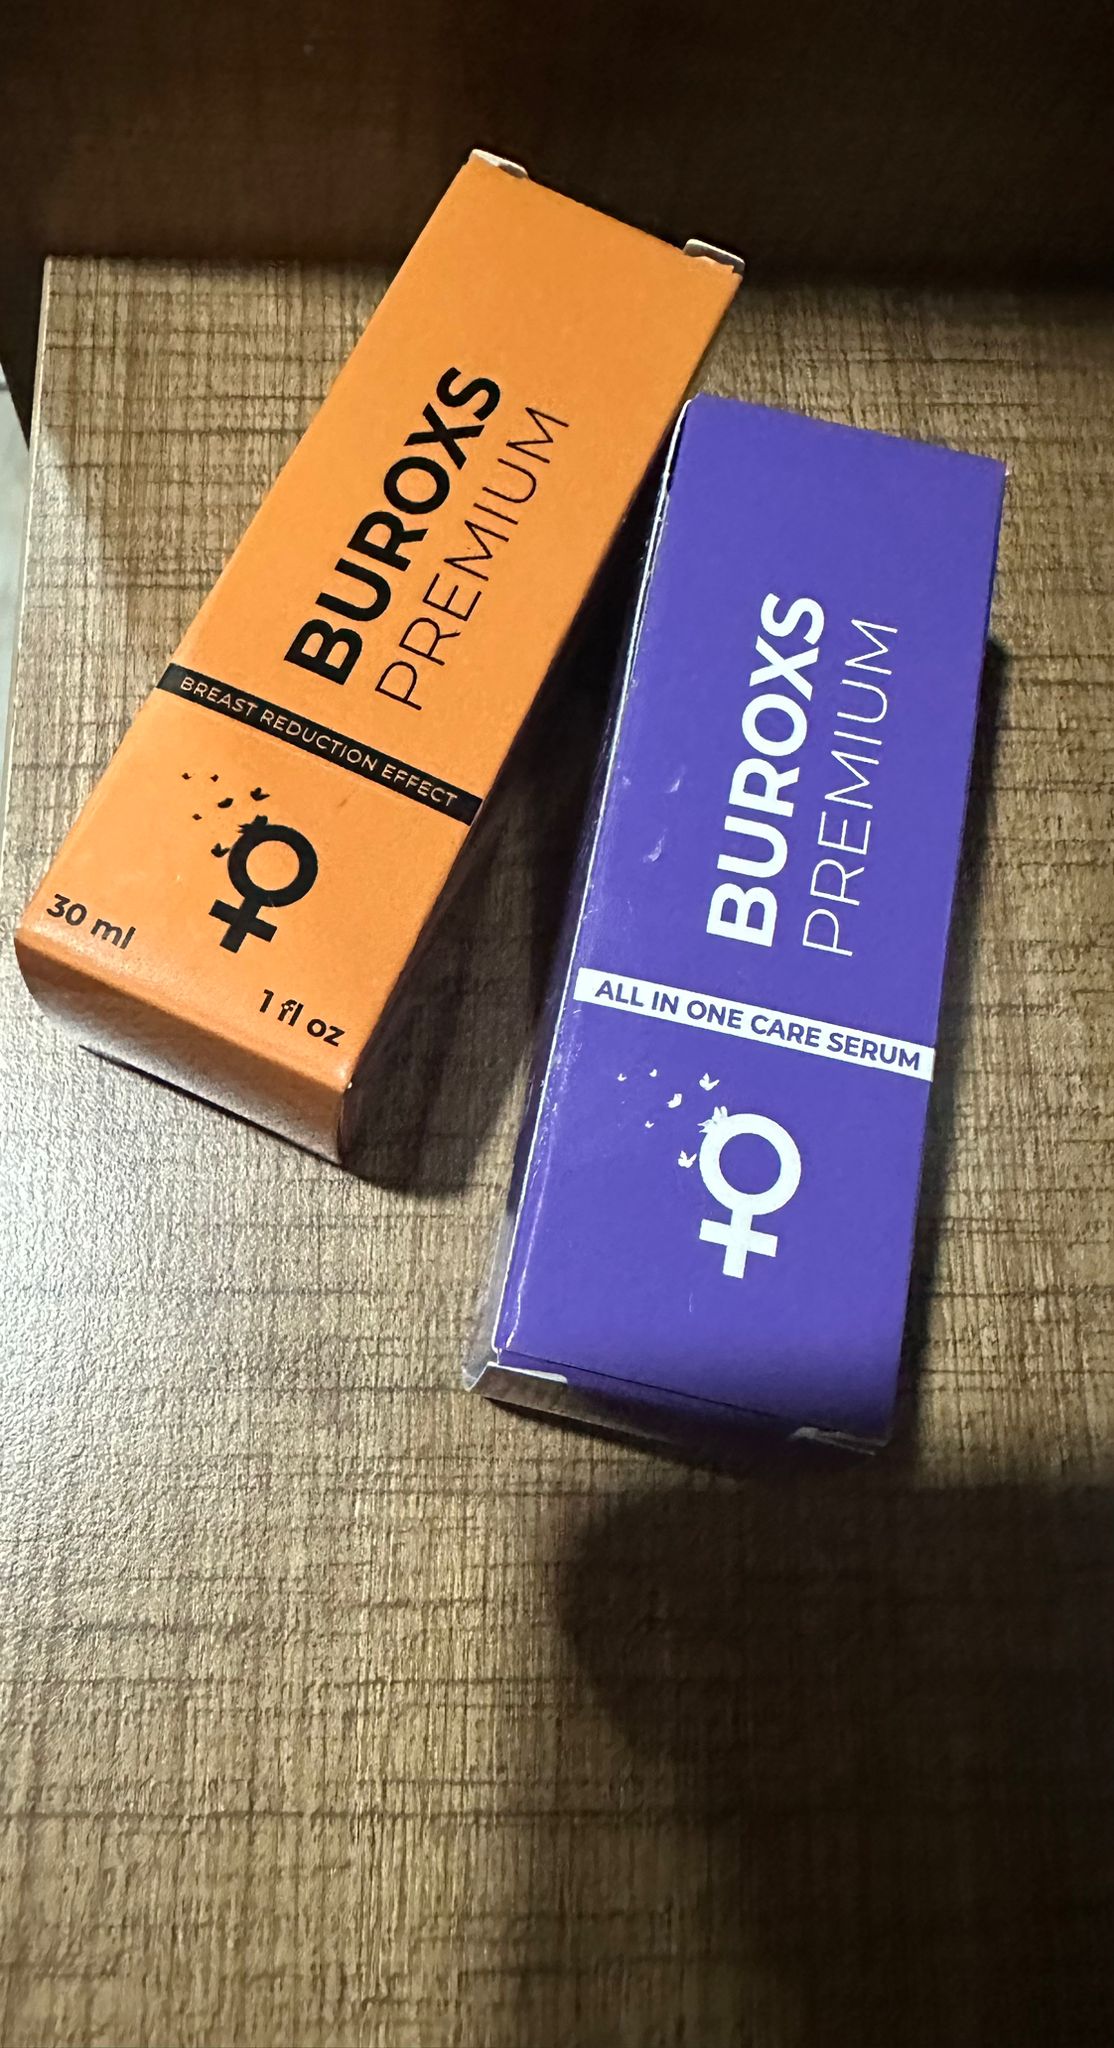 BUROXS
PREMIUM
BREAST REDUCTION EFFECT
30 ml
1 fl oz
BUROXS
PREMIUM
ALL IN ONE CARE SERUM